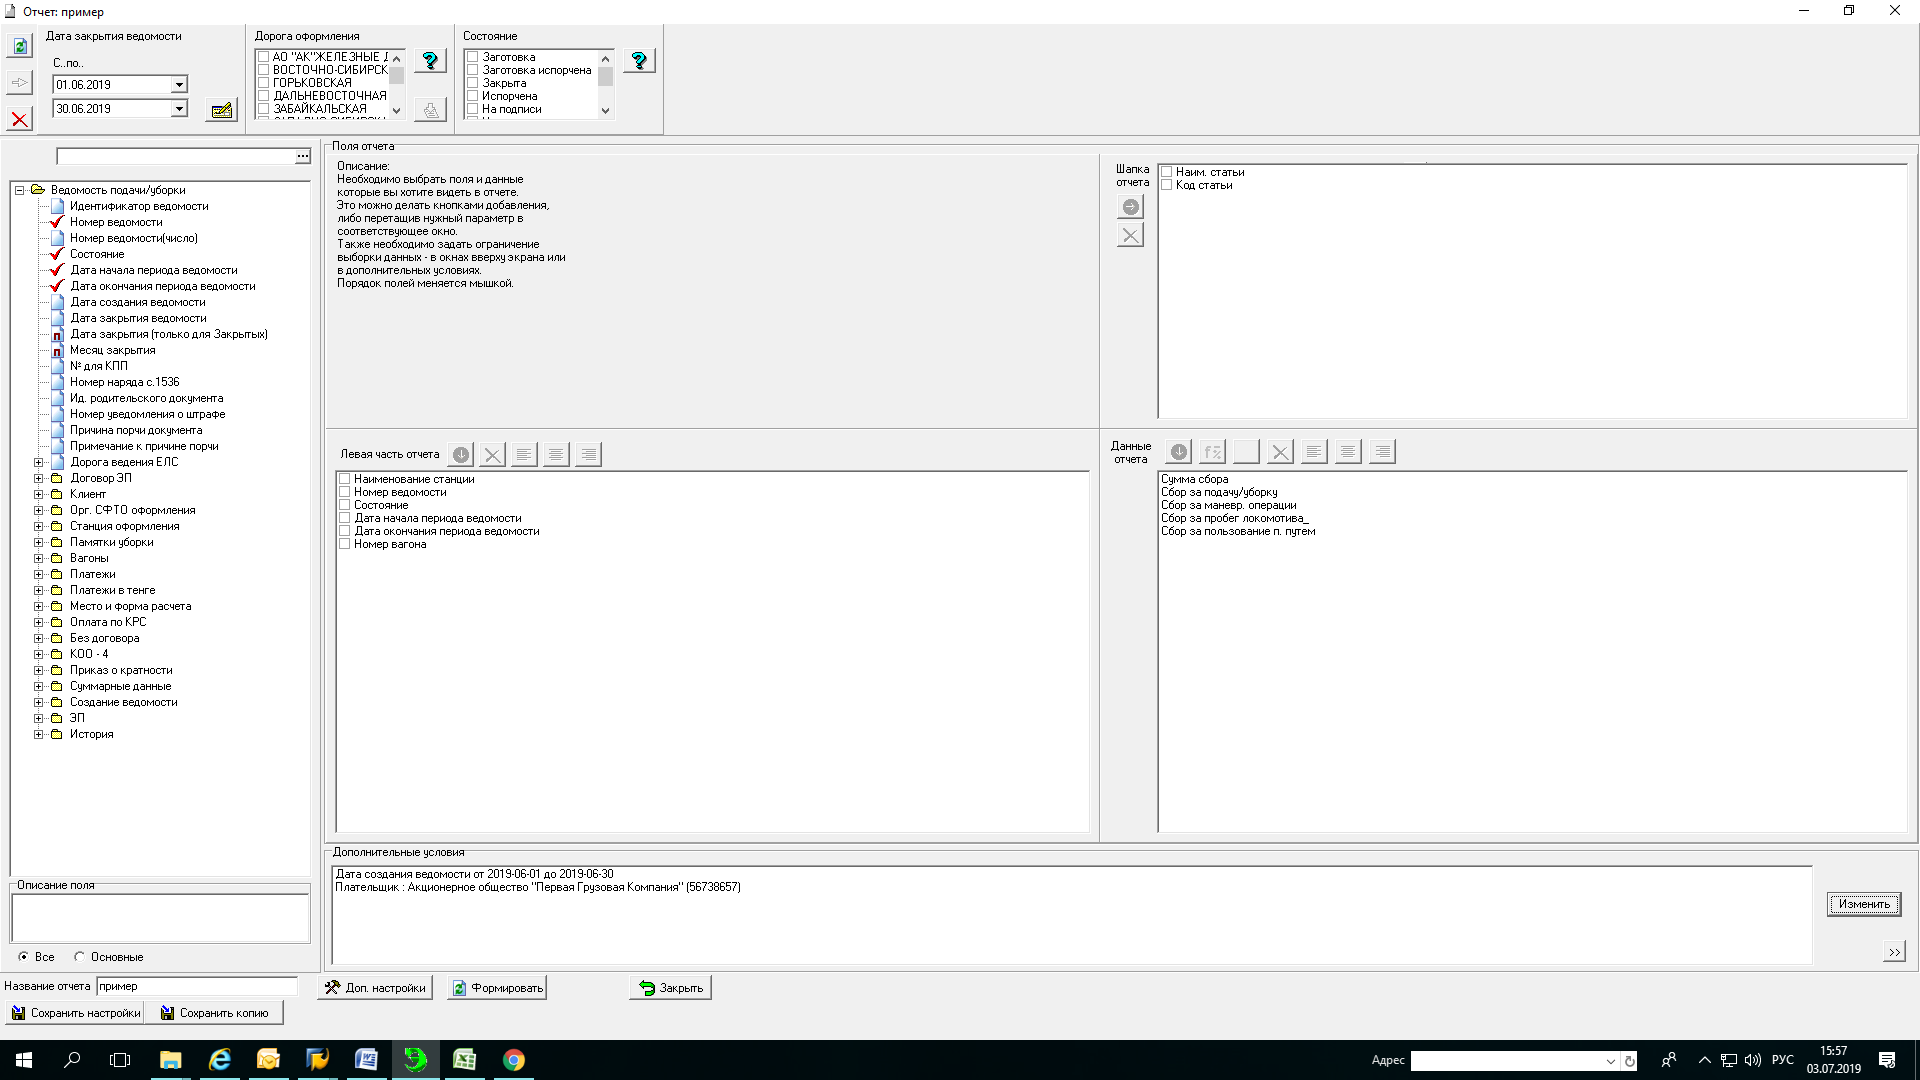 Отчет: пример
Дата закрытия ведомости
С..по..
01.06.2019
30.06.2019
Дорога оформления
АО "АК"ЖЕЛЕЗНЫЕ Д
ВОСТОЧНО-СИБИРСК
ГОРЬКОВСКАЯ
ДАЛЬНЕВОСТОЧНАЯ
ЗАБАЙКАЛЬСКАЯ
Состояние
Заготовка
Заготовка испорчена
Закрыта
Испорчена
На подписи
Ведомость подачи/уборки
Идентификатор ведомости
Номер ведомости
Номер ведомости(число)
Состояние
Дата начала периода ведомости
Дата окончания периода ведомости
Дата создания ведомости
Дата закрытия ведомости
Дата закрытия (только для Закрытых)
Месяц закрытия
№ для КПП
Номер наряда с.1536
Ид. родительского документа
Номер уведомления о штрафе
Причина порчи документа
Примечание к причине порчи
Дорога ведения ЕЛС
Договор ЭП
Клиент
Орг. СФТО оформления
Станция оформления
Памятки уборки
Вагоны
Платежи
Платежи в тенге
Место и форма расчета
Оплата по КРС
Без договора
КОО - 4
Приказ о кратности
Суммарные данные
Создание ведомости
ЭП
История
Описание поля
Все
Основные
Поля отчета
Описание:
Необходимо выбрать поля и данные
которые вы хотите видеть в отчете.
Это можно делать кнопками добавления,
либо перетащив нужный параметр в
соответствующее окно.
Также необходимо задать ограничение
выборки данных - в окнах вверху экрана или
в дополнительных условиях.
Порядок полей меняется мышкой.
Шапка
отчета
Наим. статьи
Код статьи
Левая часть отчета
Наименование станции
Номер ведомости
Состояние
Дата начала периода ведомости
Дата окончания периода ведомости
Номер вагона
Данные
отчета
Сумма сбора
Сбор за подачу/уборку
Сбор за маневр. операции
Сбор за пробег локомотива_
Сбор за пользование п. путем
Дополнительные условия
Дата создания ведомости от 2019-06-01 до 2019-06-30
Плательщик : Акционерное общество "Первая Грузовая Компания" (56738657)
Изменить
>>
Название отчета
пример
Доп. настройки
Формировать
Закрыть
Сохранить настройки
Сохранить копию
Адрес
РУС
15:57
03.07.2019